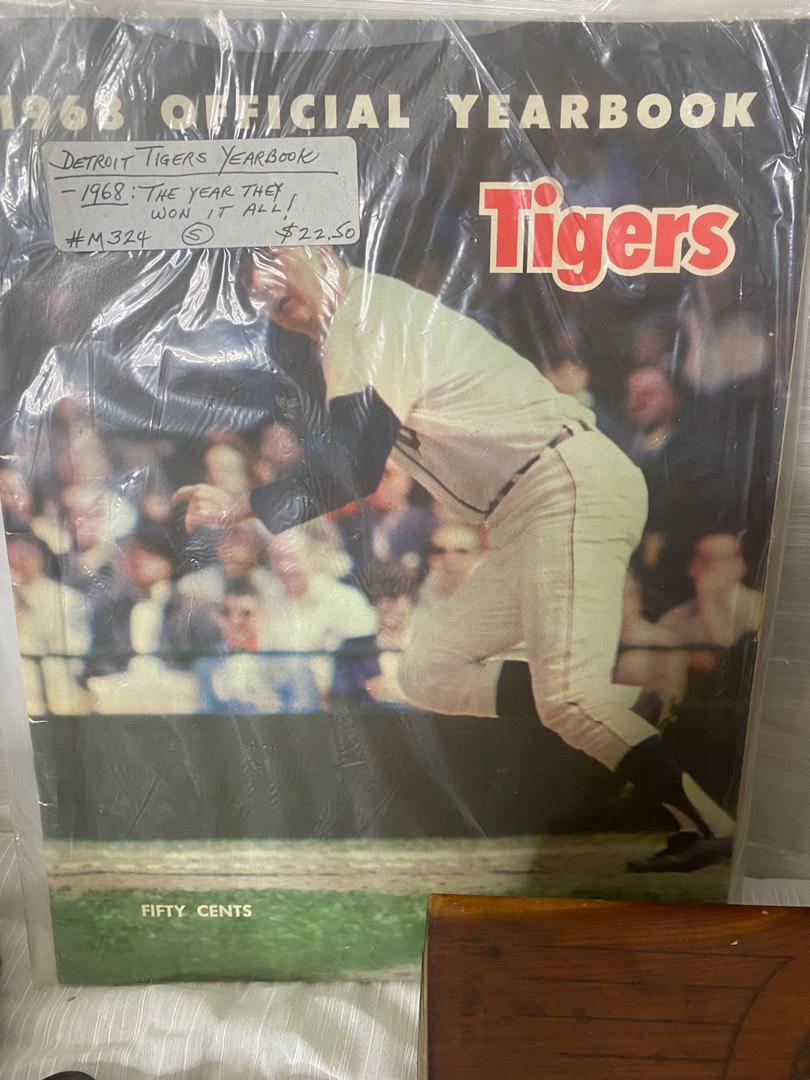 1968 OFFICIAL YEARBOOK
DETROIT TIGERS YEARBOOK
- 1968: THE YEAR THEY
WON IT ALL!
#M324 Ⓢ $22.50
Tigers
FIFTY CENTS